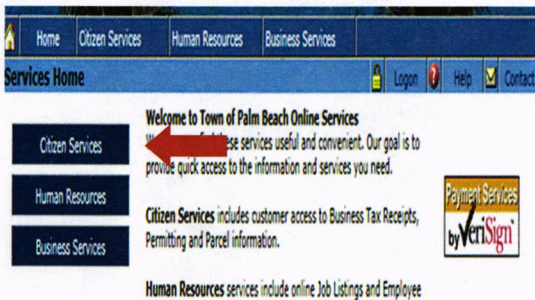 Home Citizen Services Human Resources Business Services
Services Home Logon Help Contact
Citizen Services
Human Resources
Business Services
Welcome to Town of Palm Beach Online Services
these services useful and convenient. Our goal is to
provide quick access to the information and services you need.
Citizen Services includes customer access to Business Tax Receipts,
Permitting and Parcel information.
Human Resources services include online Job Listings and Employee
Payment Services
by VeriSign